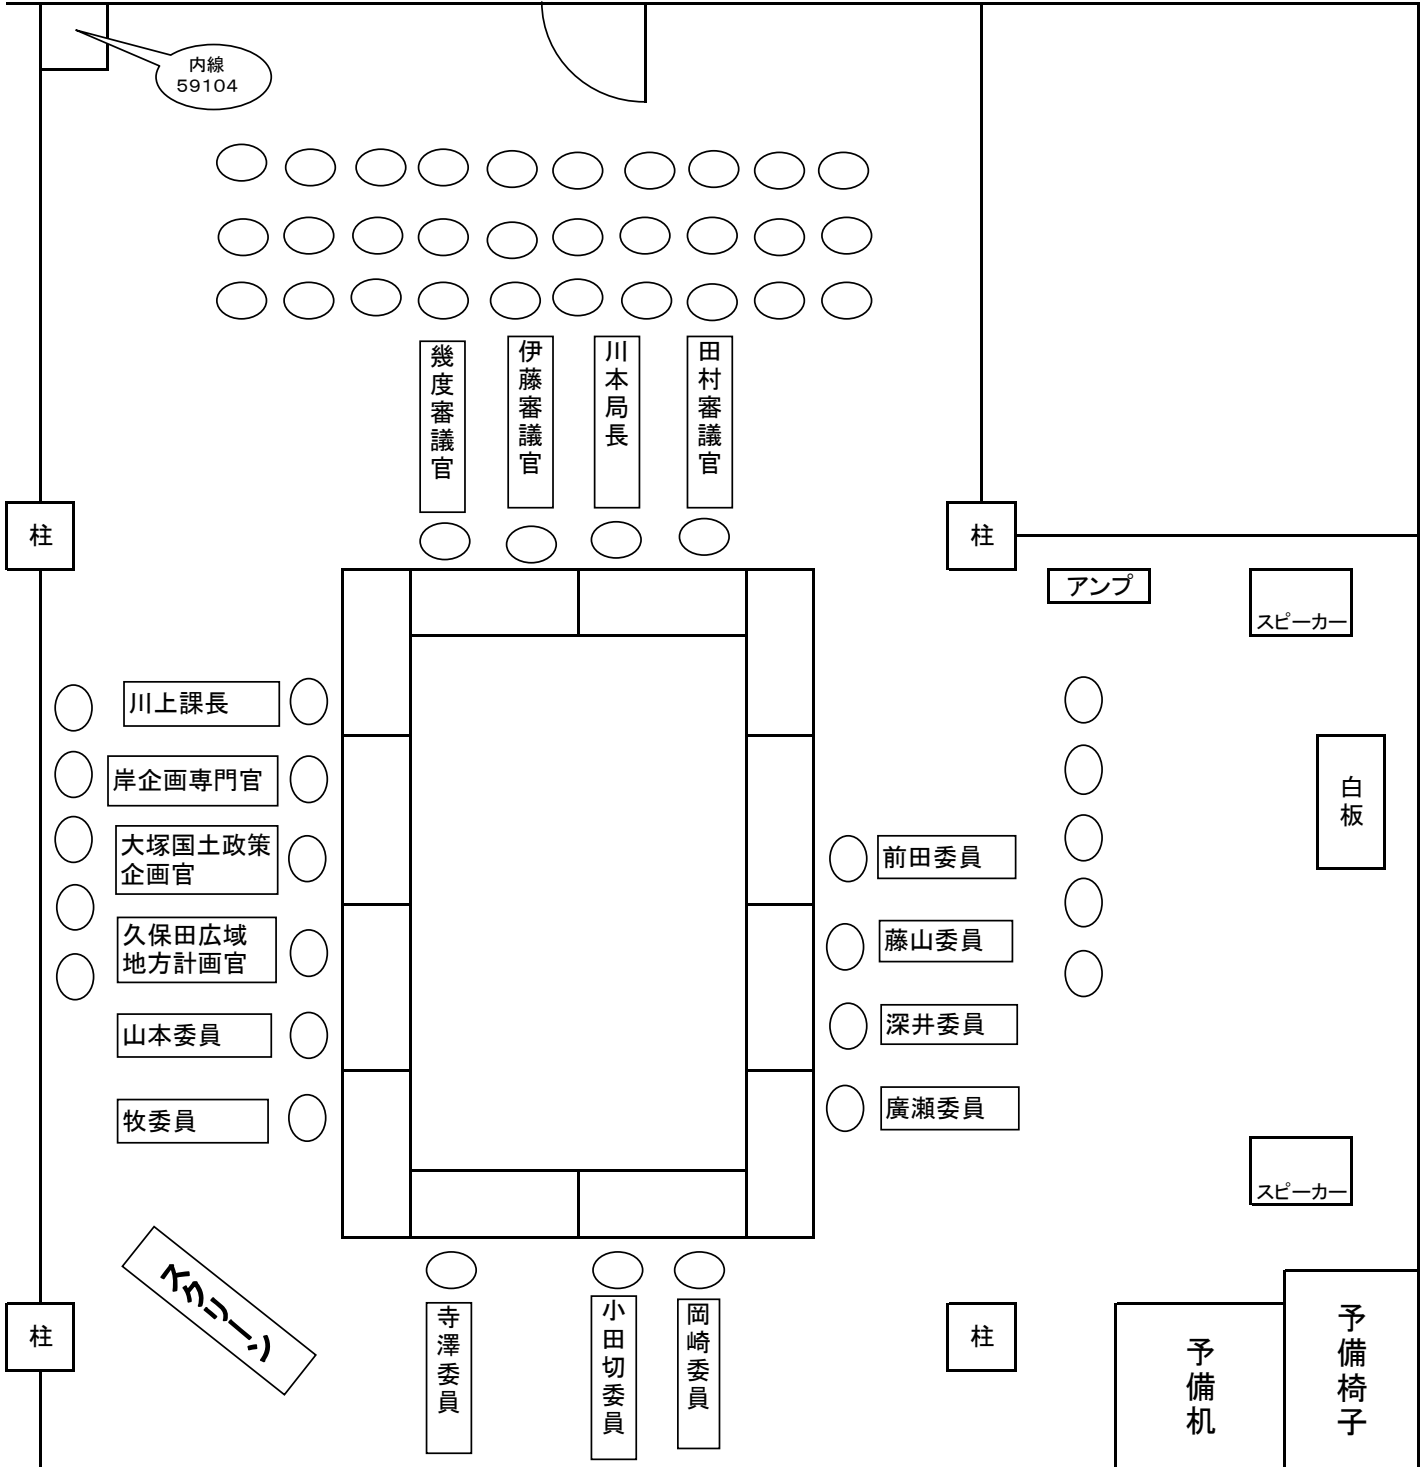 内線
59104
幾度審議官
伊藤審議官
川本局長
田村審議官
柱
柱
アンプ
スピーカー
川上課長
岸企画専門官
大塚国土政策
企画官
久保田広域
地方計画官
山本委員
牧委員
前田委員
藤山委員
深井委員
廣瀬委員
白板
スピーカー
スクリーン
柱
寺澤委員
小田切委員
岡崎委員
柱
予備机
予備椅子